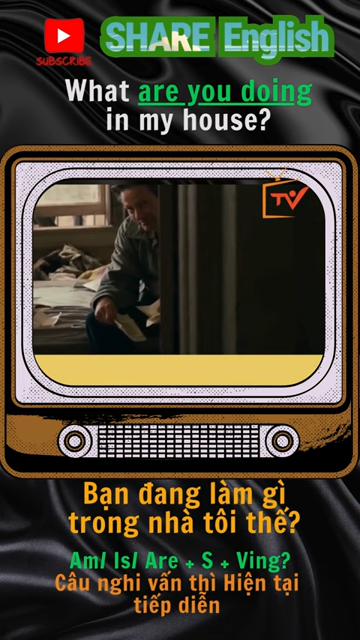 SHARE English
SUBSCRIBE
What are you doing
in my house?
TV
Bạn đang làm gì
trong nhà tôi thế?
Am/ Is/ Are + S + Ving?
Câu nghi vấn thì Hiện tại
tiếp diễn